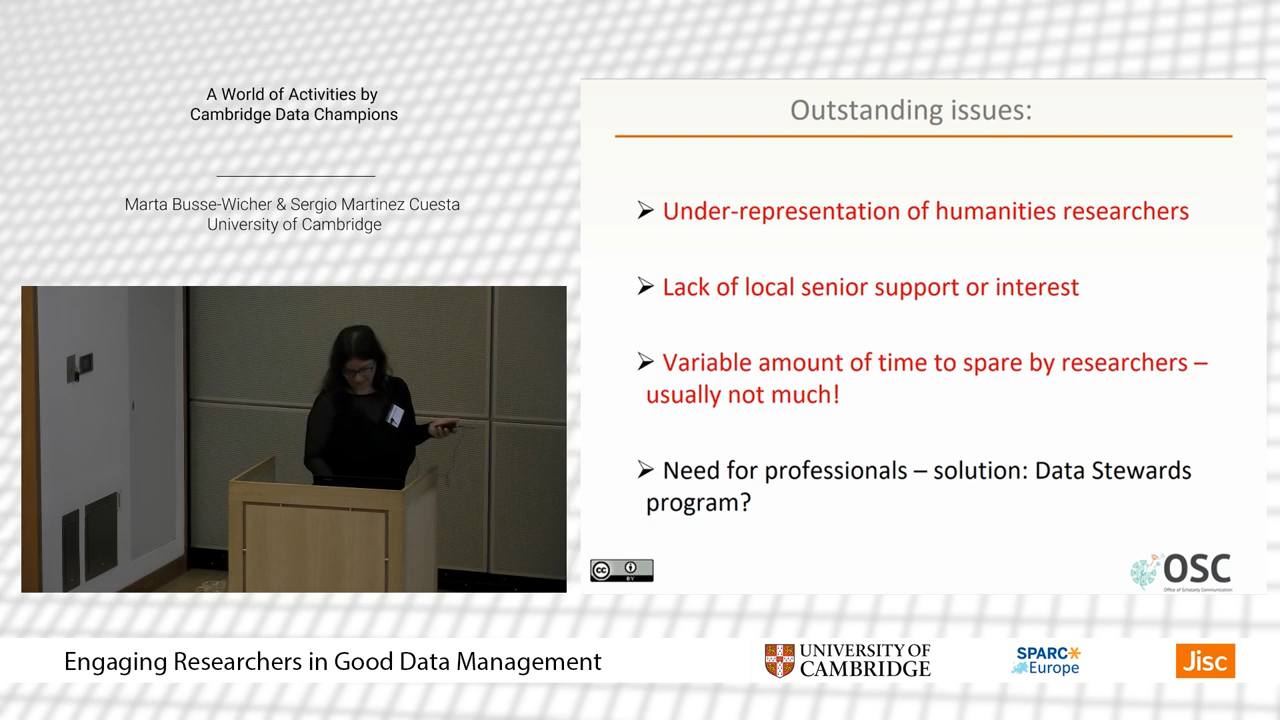 A World of Activities by
Cambridge Data Champions
Marta Busse-Wicher & Sergio Martinez Cuesta
University of Cambridge
Outstanding issues:
➢ Under-representation of humanities researchers
➢ Lack of local senior support or interest
➢ Variable amount of time to spare by researchers –
usually not much!
➢ Need for professionals – solution: Data Stewards
program?
cc BY
OSC
Office of Scholarly Communication
Engaging Researchers in Good Data Management
UNIVERSITY OF
CAMBRIDGE
SPARC
Europe
Jisc